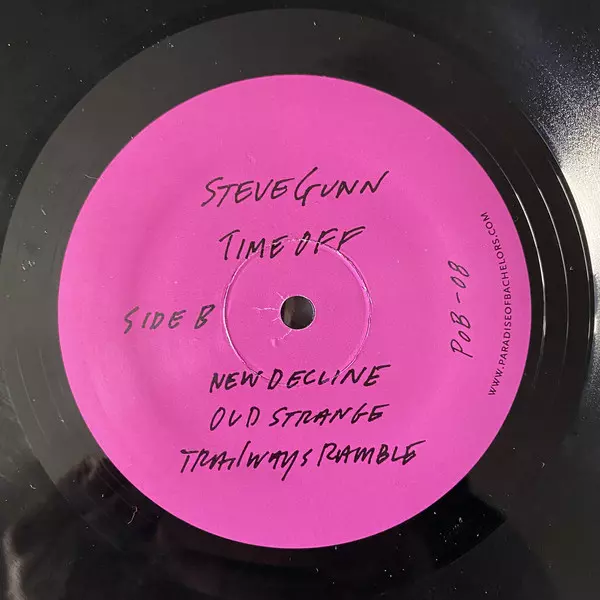 STEVE GUNN
TIME OFF
SIDE B
NEW DECLINE
OLD STRANGE
TRAILWAYS RAMBLE
POB-08
WWW.PARADISEOFBACHELORS.COM